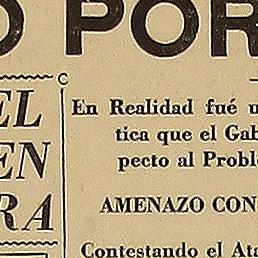 O POR
EL
EN
RA
En Realidad fué u
tica que el Gab
pecto al Proble
AMENAZO CON
Contestando el Ata